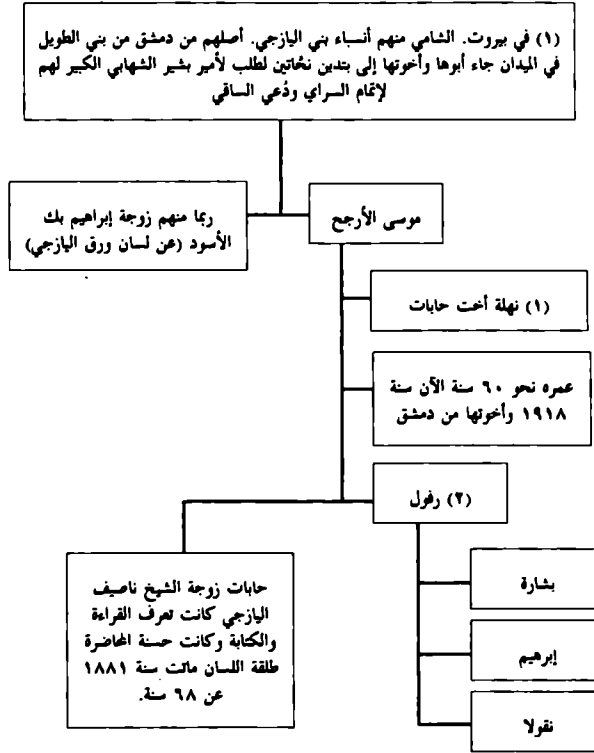 (١) في بيروت. الشامي منهم أنسباء بني اليازجي. أصلهم من دمشق من بني الطويل
في الميدان جاء أبوها وأخوتها إلى بتدين نحّاتين لطلب لأمير بشير الشهابي الكبير لهم
لإتمام السراي ودُعي الساقي
موسى الأرجح
ربما منهم زوجة إبراهيم بك
الأسود (عن لسان ورق اليازجي)
(١) نهلة أخت حابات
عمره نحو ٦٠ سنة الآن سنة
١٩١٨ وأخوتها من دمشق
(٢) رفول
حابات زوجة الشيخ ناصيف
اليازجي كانت تعرف القراءة
والكتابة وكانت حسنة المحاضرة
طلقة اللسان ماتت سنة ١٨٨١
عن ٦٨ سنة.
بشارة
إبرهيم
نقولا